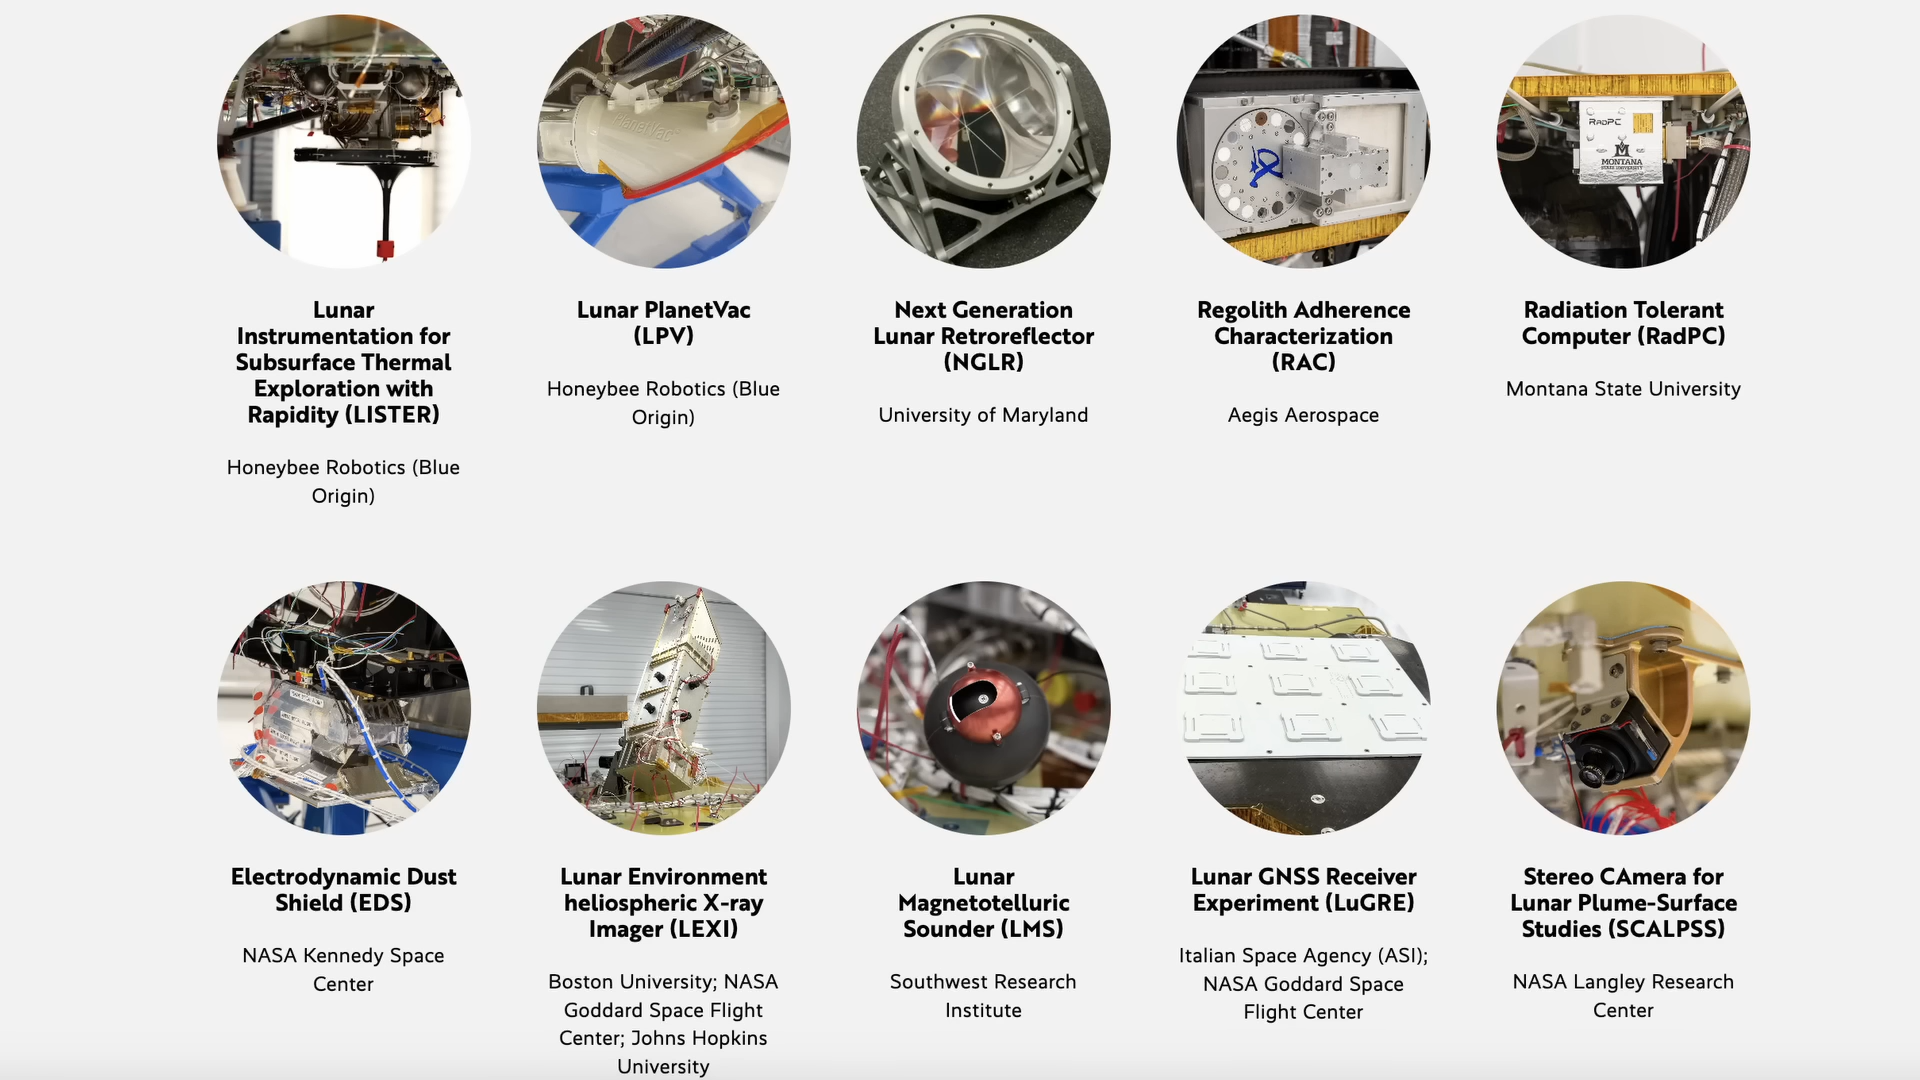 PlanetVac
RadPC
MONTANA
STATE UNIVERSITY
Lunar
Instrumentation for
Subsurface Thermal
Exploration with
Rapidity (LISTER)
Honeybee Robotics (Blue
Origin)
Lunar PlanetVac
(LPV)
Honeybee Robotics (Blue
Origin)
Next Generation
Lunar Retroreflector
(NGLR)
University of Maryland
Regolith Adherence
Characterization
(RAC)
Aegis Aerospace
Radiation Tolerant
Computer (RadPC)
Montana State University
Electrodynamic Dust
Shield (EDS)
NASA Kennedy Space
Center
Lunar Environment
heliospheric X-ray
Imager (LEXI)
Boston University; NASA
Goddard Space Flight
Center; Johns Hopkins
University
Lunar
Magnetotelluric
Sounder (LMS)
Southwest Research
Institute
Lunar GNSS Receiver
Experiment (LuGRE)
Italian Space Agency (ASI);
NASA Goddard Space
Flight Center
Stereo CAmera for
Lunar Plume-Surface
Studies (SCALPSS)
NASA Langley Research
Center